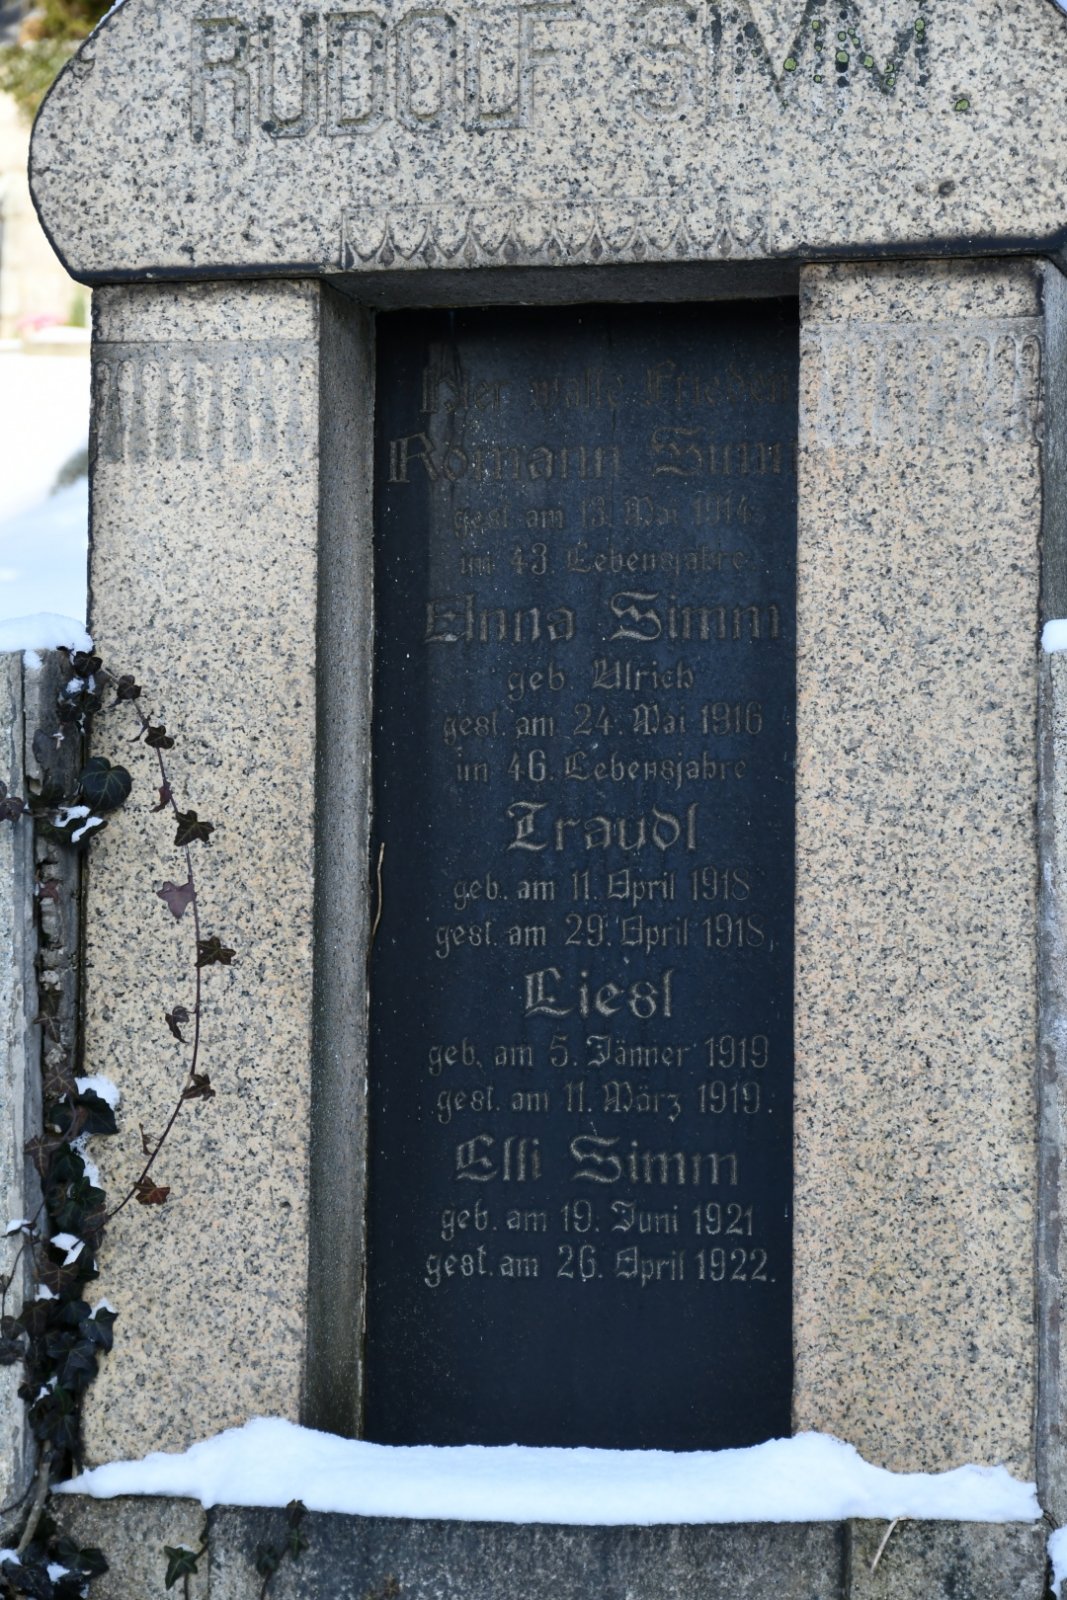 RUDOLF SIMM.
Hier walle Frieden
Romann Simm
gest. am 13. Mai 1914.
im 43. Lebensjahre.
Anna Simm
geb. Ulrich
gest. am 24. Mai 1916
im 46. Lebensjahre
Traudl
geb. am 11. April 1918
gest. am 29. April 1918,
Liesl
geb. am 5. Jänner 1919
gest. am 11. März 1919.
Elli Simm
geb. am 19. Juni 1921
gest. am 26. April 1922.